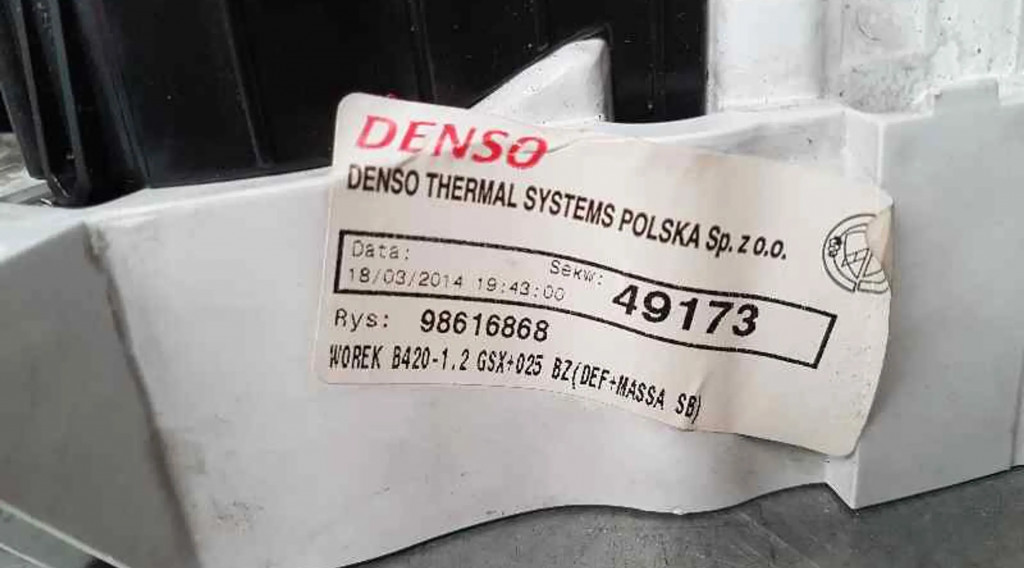 DENSO
DENSO THERMAL SYSTEMS POLSKA Sp. z o.o.
Data: Sekw:
18/03/2014 19:43:00 49173
Rys: 98616868
WOREK B420-1.2 GSX+025 BZ(DEF+MASSA SB)